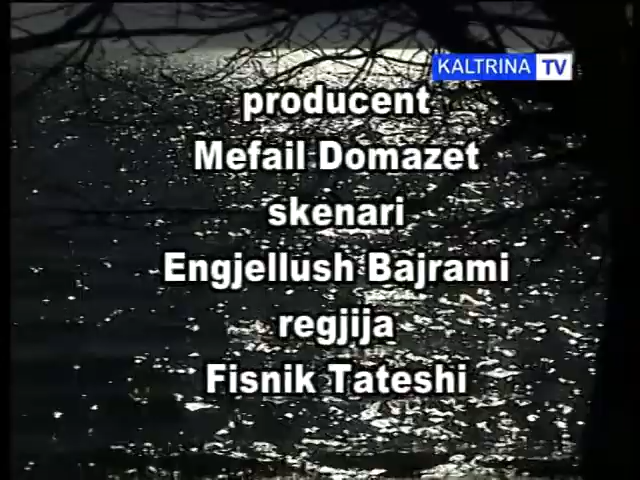 KALTRINA TV
producent
Mefail Domazet
skenari
Engjellush Bajrami
regjija
Fisnik Tateshi